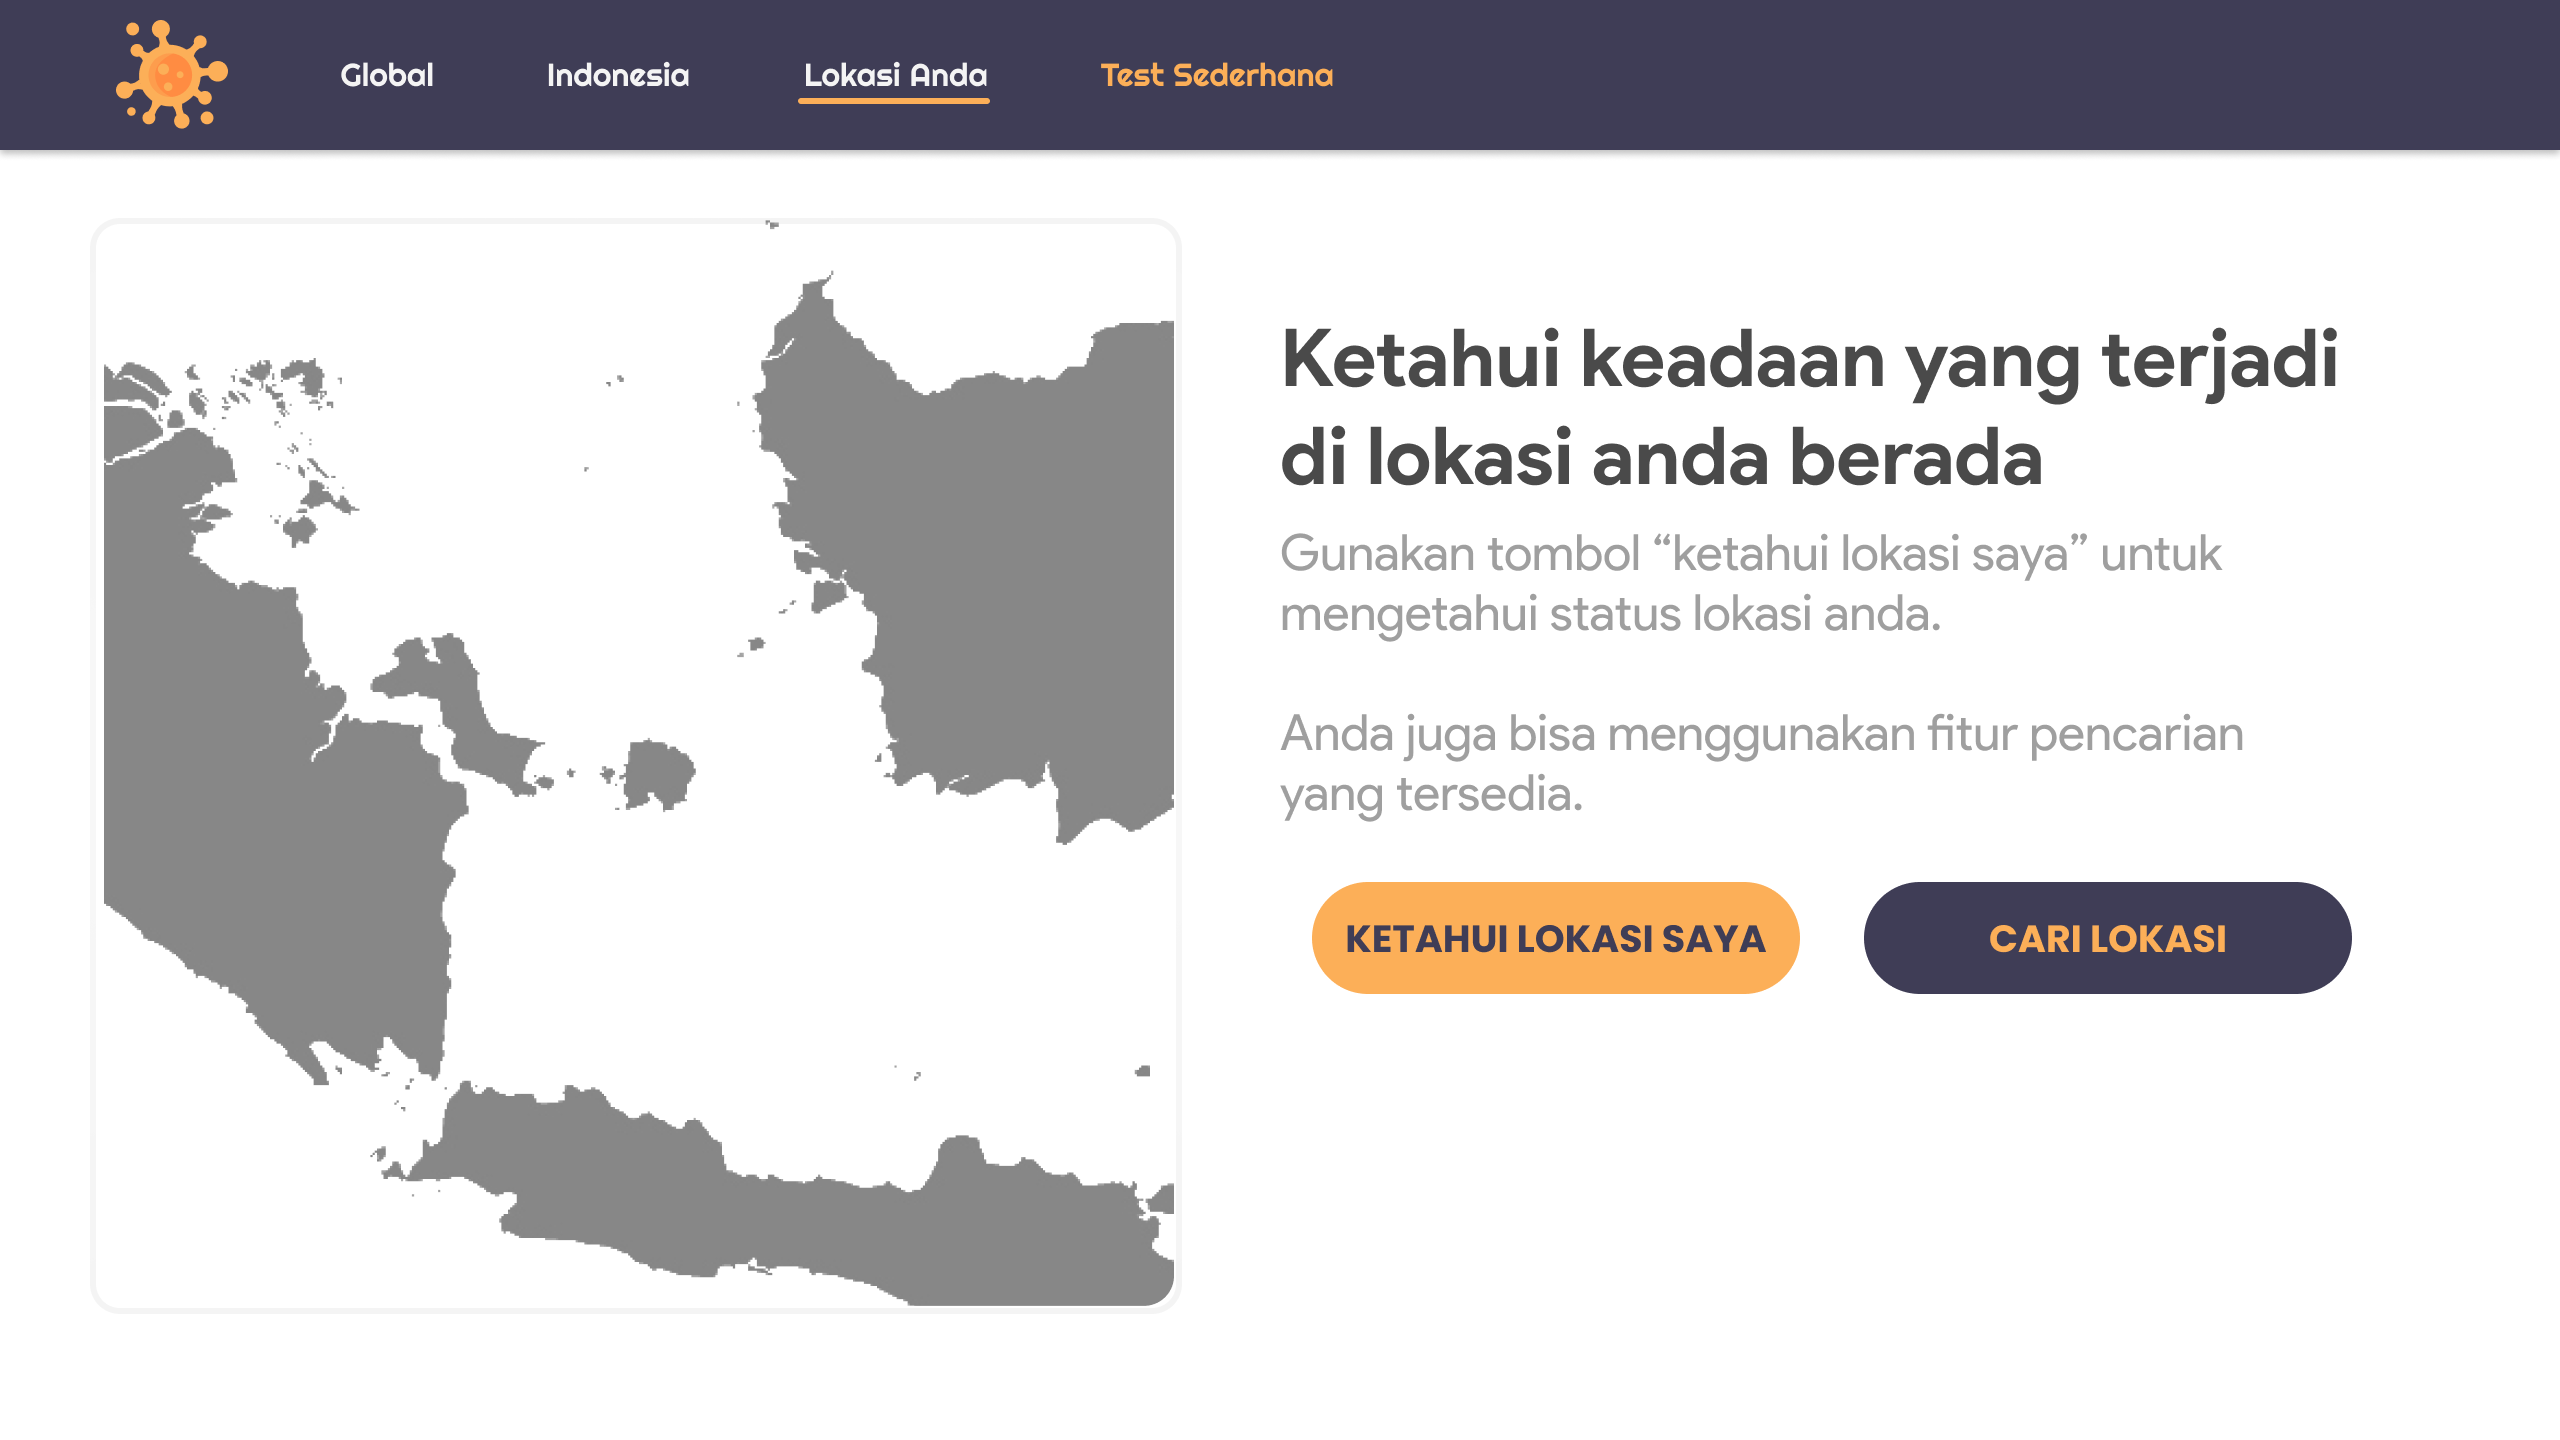 Global
Indonesia
Lokasi Anda
Test Sederhana
Ketahui keadaan yang terjadi
di lokasi anda berada
Gunakan tombol “ketahui lokasi saya” untuk
mengetahui status lokasi anda.
Anda juga bisa menggunakan fitur pencarian
yang tersedia.
KETAHUI LOKASI SAYA
CARI LOKASI